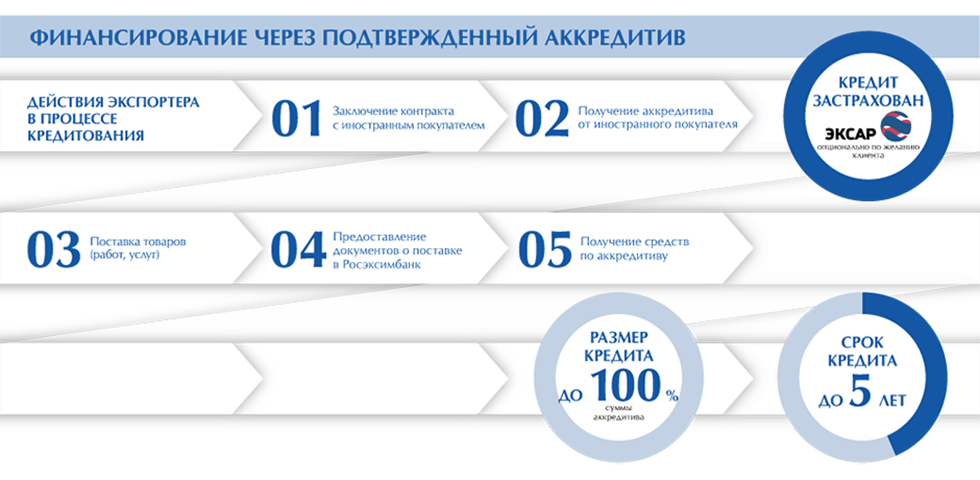 ФИНАНСИРОВАНИЕ ЧЕРЕЗ ПОДТВЕРЖДЕННЫЙ АККРЕДИТИВ
ДЕЙСТВИЯ ЭКСПОРТЕРА
В ПРОЦЕССЕ
КРЕДИТОВАНИЯ
01
Заключение контракта
с иностранным покупателем
02
Получение аккредитива
от иностранного покупателя
КРЕДИТ
ЗАСТРАХОВАН
ЭКСАР
опционально по желанию
клиента
03
Поставка товаров
(работ, услуг)
04
Предоставление
документов о поставке
в Росэксимбанк
05
Получение средств
по аккредитиву
РАЗМЕР
КРЕДИТА
ДО 100 %
суммы
аккредитива
СРОК
КРЕДИТА
ДО 5 ЛЕТ